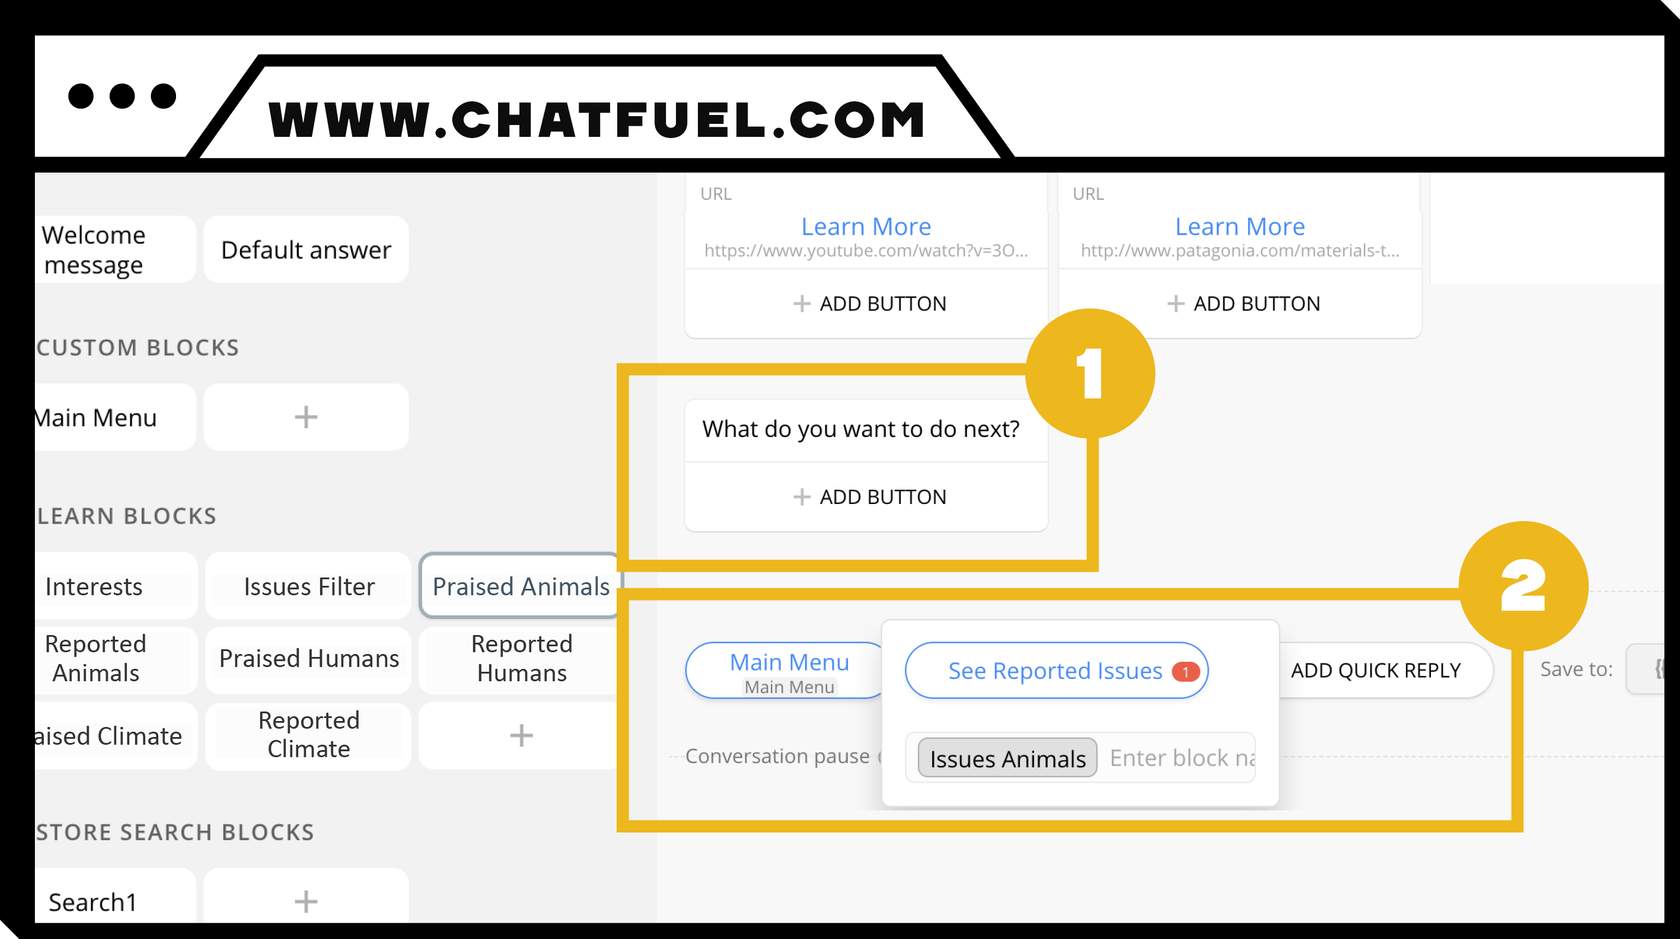 WWW.CHATFUEL.COM
URL
URL
Learn More
Learn More
https://www.youtube.com/watch?v=3O...
http://www.patagonia.com/materials-t...
+ ADD BUTTON
+ ADD BUTTON
Welcome
message
Default answer
CUSTOM BLOCKS
Main Menu
+
1
What do you want to do next?
+ ADD BUTTON
LEARN BLOCKS
Interests
Issues Filter
Praised Animals
Reported
Animals
Praised Humans
Reported
Humans
aised Climate
Reported
Climate
+
2
Main Menu
Main Menu
See Reported Issues 1
ADD QUICK REPLY
Save to:
{
Conversation pause
Issues Animals
Enter block na
STORE SEARCH BLOCKS
Search1
+